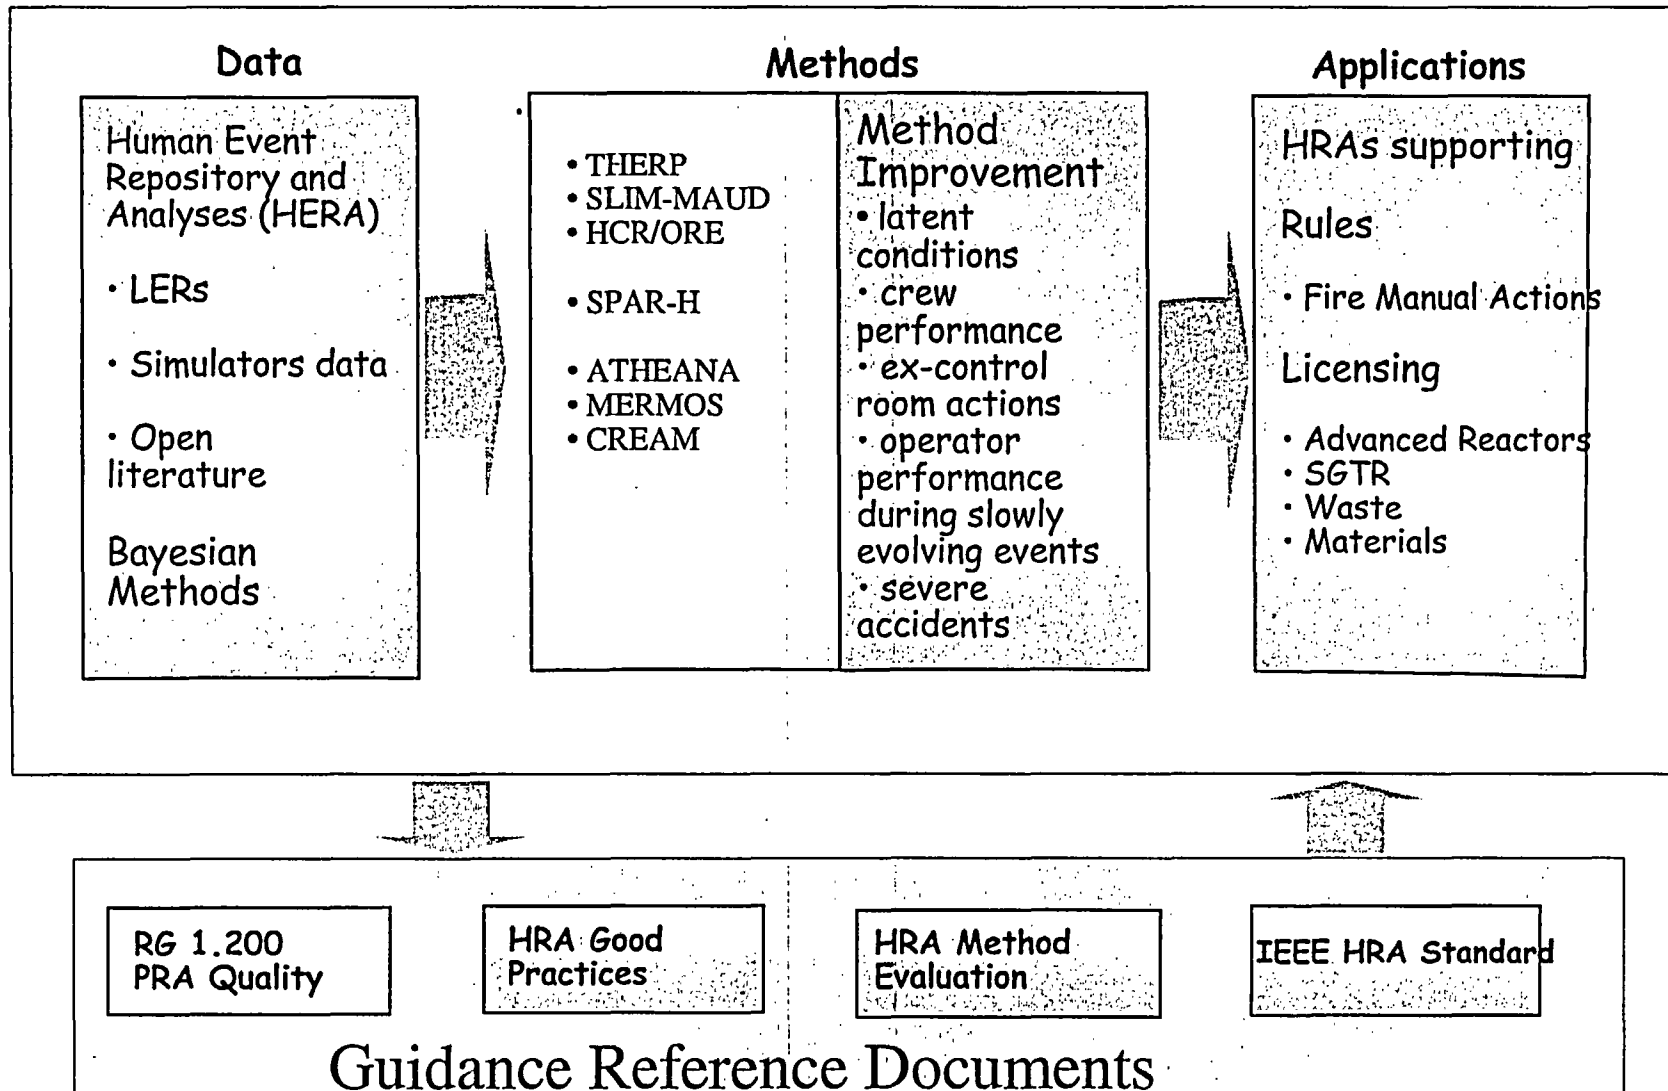 Data
Human Event
Repository and
Analyses (HERA)
· LERs
· Simulators data
· Open
literature
Bayesian
Methods
Methods
• THERP
• SLIM-MAUD
• HCR/ORE
• SPAR-H
• ATHEANA
• MERMOS
• CREAM
Method
Improvement
• latent
conditions
· crew
performance
· ex-control
room actions
· operator
performance
during slowly
evolving events
· severe
accidents
Applications
HRAs supporting
Rules
· Fire Manual Actions
Licensing
· Advanced Reactors
· SGTR
· Waste
· Materials
RG 1.200
PRA Quality
HRA Good
Practices
HRA Method
Evaluation
IEEE HRA Standard
Guidance Reference Documents